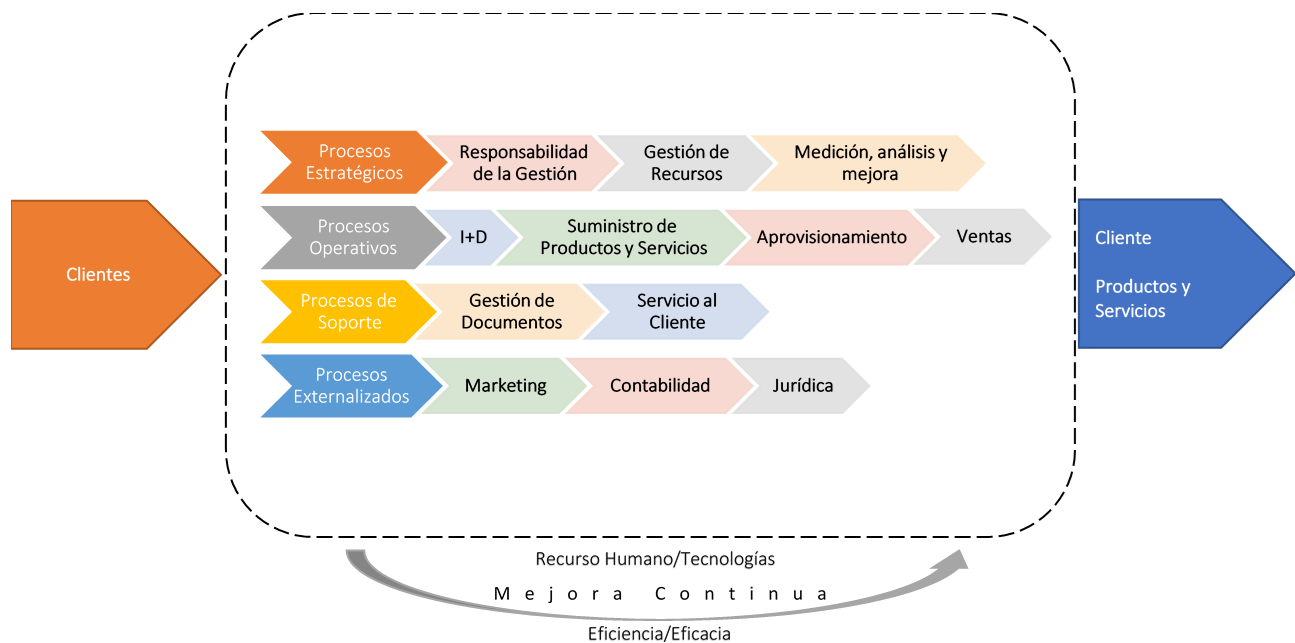 Clientes
Procesos
Estratégicos
Responsabilidad
de la Gestión
Gestión de
Recursos
Medición, análisis y
mejora
Procesos
Operativos
I+D
Suministro de
Productos y Servicios
Aprovisionamiento
Ventas
Procesos de
Soporte
Gestión de
Documentos
Servicio al
Cliente
Procesos
Externalizados
Marketing
Contabilidad
Jurídica
Cliente
Productos y
Servicios
Recurso Humano/Tecnologías
Mejora Continua
Eficiencia/Eficacia